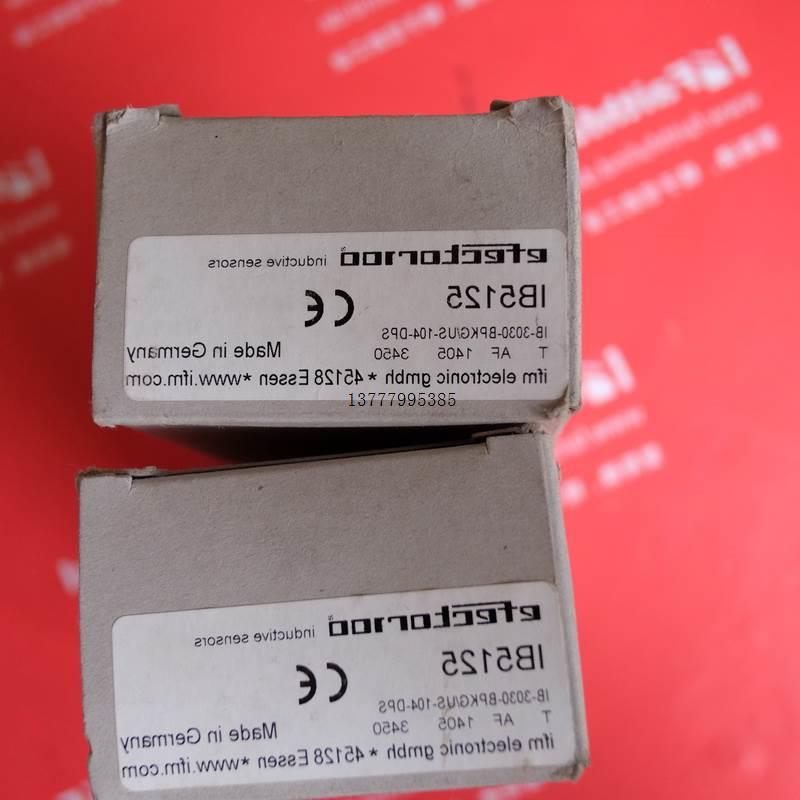 efector100
inductive sensors
IB5125
IB-3030-BPKG/US-104-DPS
T AF 1405 3450
Made in Germany
ifm electronic gmbh * 45128 Essen *www.ifm.com
13777995385
efector100
inductive sensors
IB5125
IB-3030-BPKG/US-104-DPS
T AF 1405 3450
Made in Germany
ifm electronic gmbh * 45128 Essen *www.ifm.com